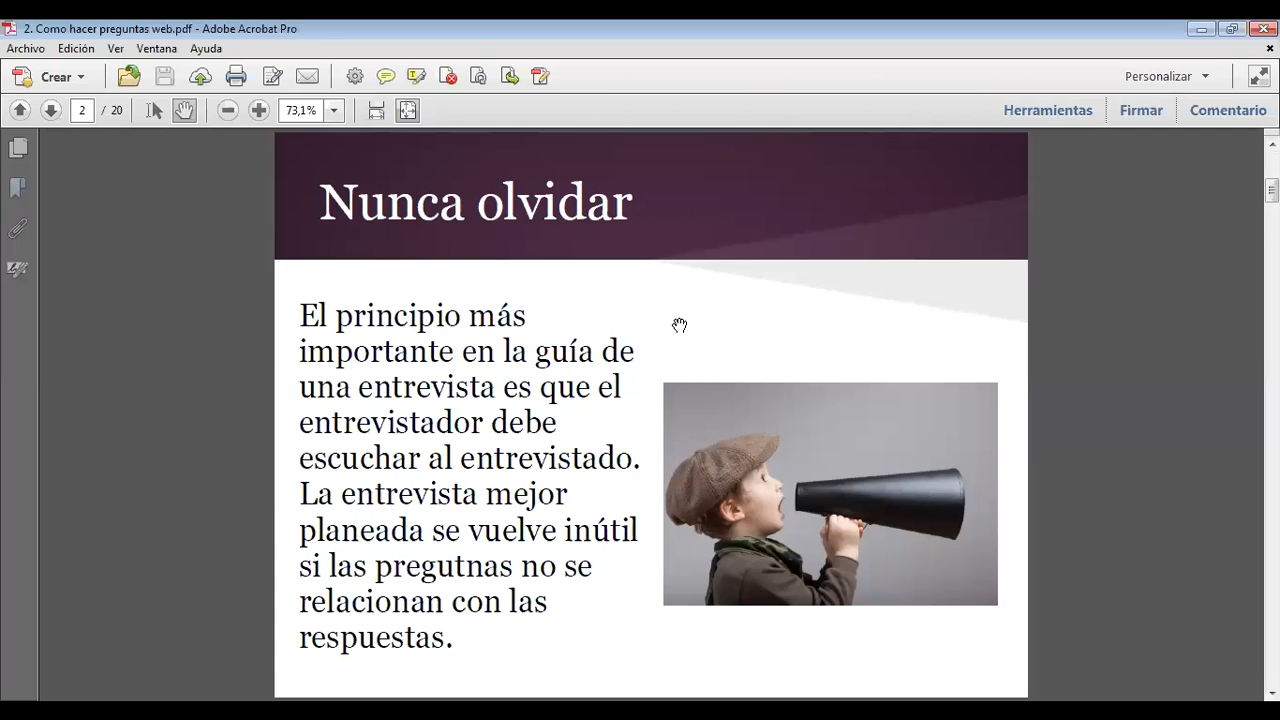 2. Como hacer preguntas web.pdf - Adobe Acrobat Pro
Archivo Edición Ver Ventana Ayuda
Crear Personalizar
2 / 20 73,1% Herramientas Firmar Comentario
Nunca olvidar
El principio más
importante en la guía de
una entrevista es que el
entrevistador debe
escuchar al entrevistado.
La entrevista mejor
planeada se vuelve inútil
si las pregutnas no se
relacionan con las
respuestas.